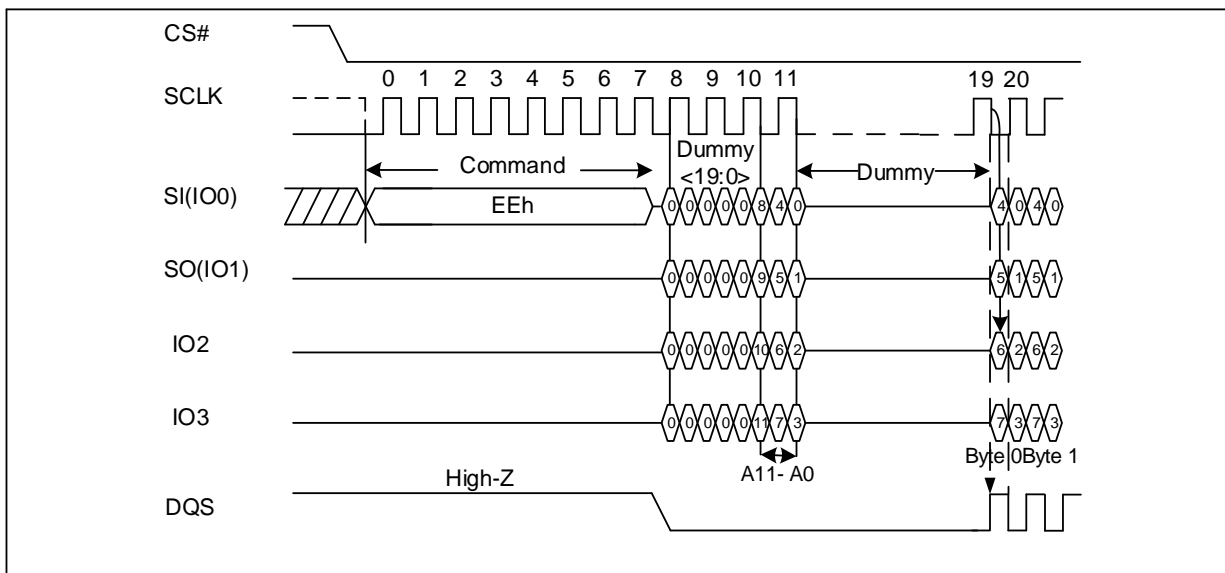 CS#
0 1 2 3 4 5 6 7 8 9 10 11 19 20
SCLK
Command Dummy <19:0> Dummy
SI(IO0) EEh 0 0 0 0 0 8 4 0 4 0 4 0
SO(IO1) 0 0 0 0 0 9 5 1 5 1 5 1
IO2 0 0 0 0 0 10 6 2 6 2 6 2
IO3 0 0 0 0 0 11 7 3 7 3 7 3
A11- A0 Byte 0 Byte 1
High-Z
DQS